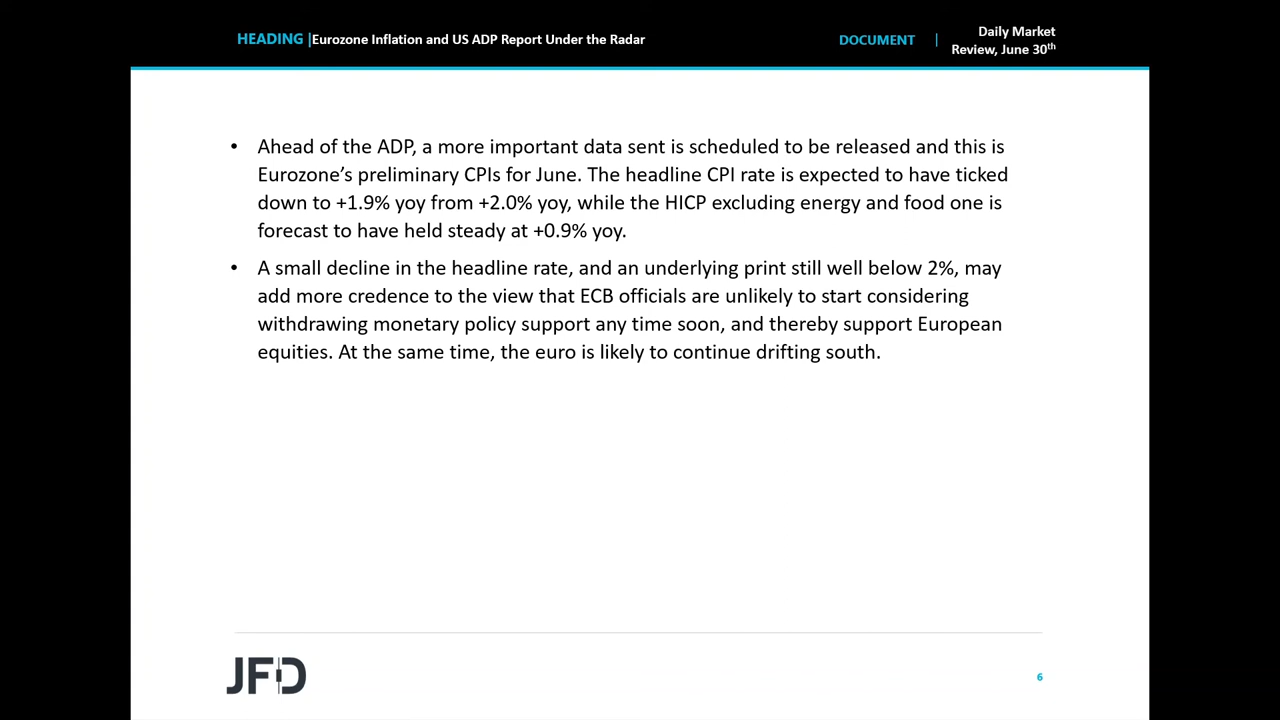 HEADING |Eurozone Inflation and US ADP Report Under the Radar
DOCUMENT |
Daily Market
Review, June 30th
• Ahead of the ADP, a more important data sent is scheduled to be released and this is
Eurozone’s preliminary CPIs for June. The headline CPI rate is expected to have ticked
down to +1.9% yoy from +2.0% yoy, while the HICP excluding energy and food one is
forecast to have held steady at +0.9% yoy.
• A small decline in the headline rate, and an underlying print still well below 2%, may
add more credence to the view that ECB officials are unlikely to start considering
withdrawing monetary policy support any time soon, and thereby support European
equities. At the same time, the euro is likely to continue drifting south.
JFD
6